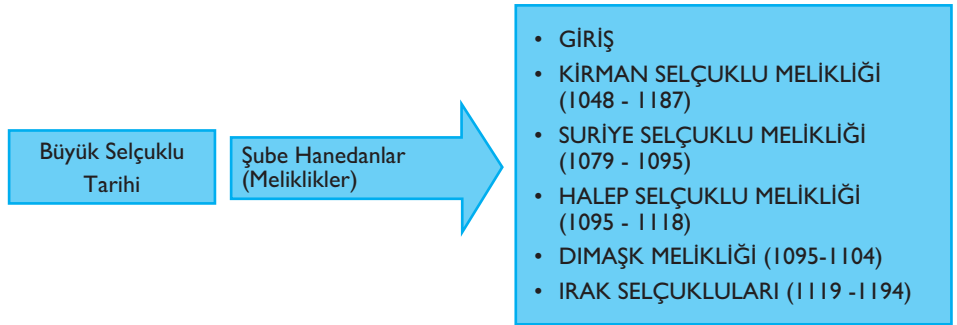 Büyük Selçuklu
Tarihi
Şube Hanedanlar
(Meliklikler)
• GİRİŞ
• KİRMAN SELÇUKLU MELİKLİĞİ
(1048 - 1187)
• SURİYE SELÇUKLU MELİKLİĞİ
(1079 - 1095)
• HALEP SELÇUKLU MELİKLİĞİ
(1095 - 1118)
• DIMAŞK MELİKLİĞİ (1095-1104)
• IRAK SELÇUKLULARI (1119 -1194)